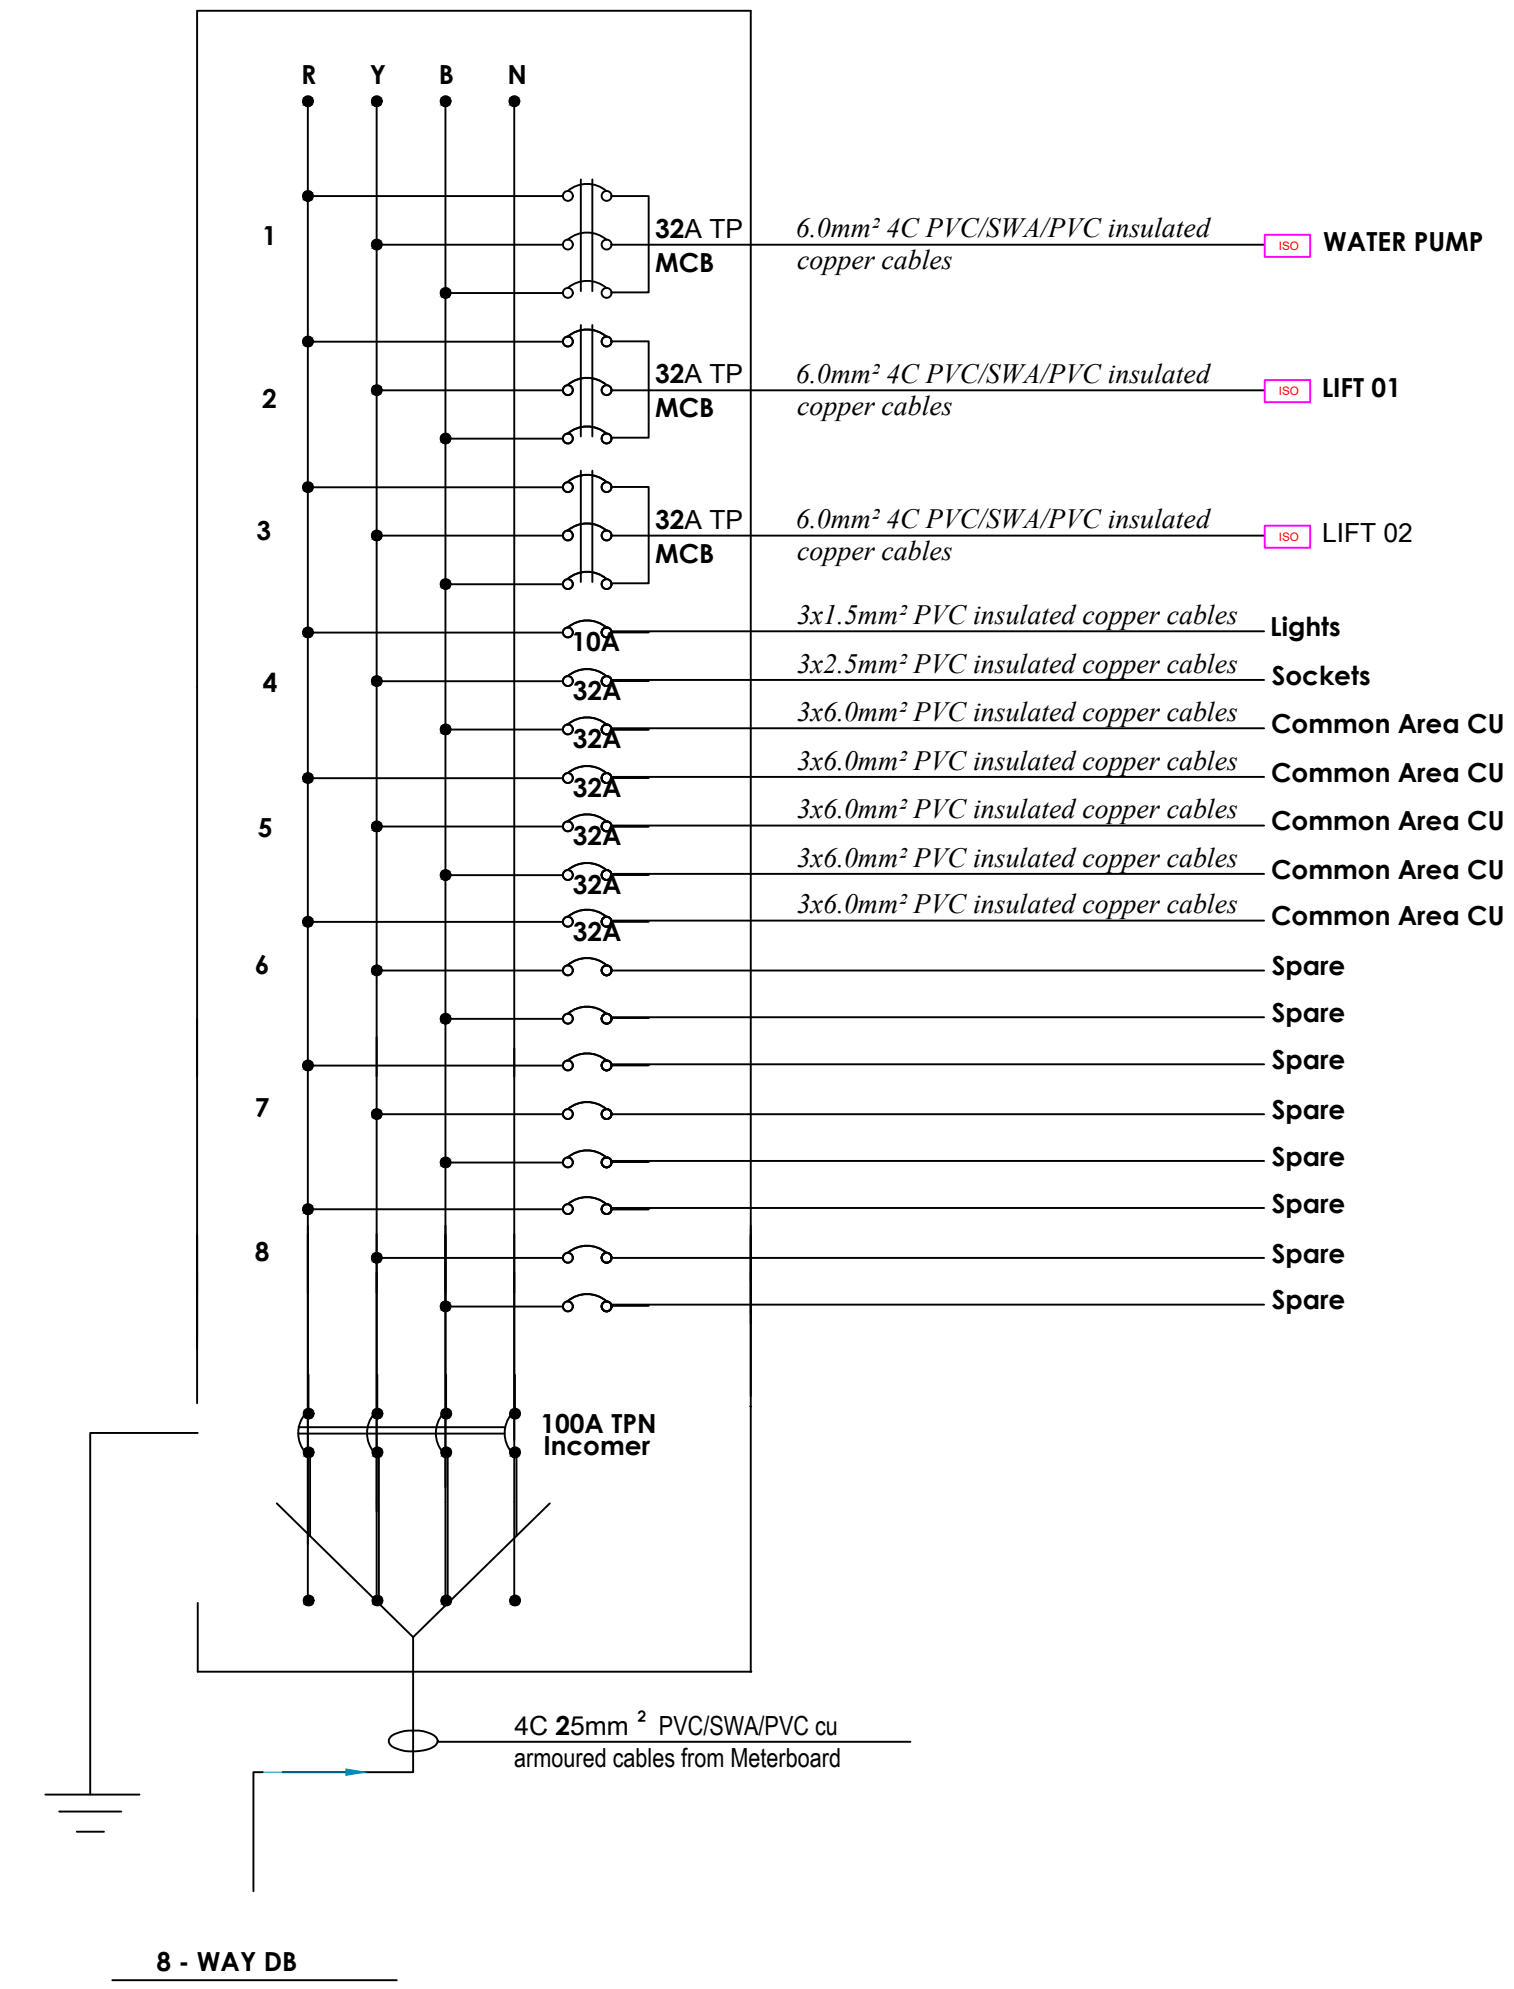 R Y B N
1
32A TP
MCB
6.0mm² 4C PVC/SWA/PVC insulated
copper cables
ISO
WATER PUMP
2
32A TP
MCB
6.0mm² 4C PVC/SWA/PVC insulated
copper cables
ISO
LIFT 01
3
32A TP
MCB
6.0mm² 4C PVC/SWA/PVC insulated
copper cables
ISO
LIFT 02
10A 3x1.5mm² PVC insulated copper cables Lights
4
32A 3x2.5mm² PVC insulated copper cables Sockets
32A 3x6.0mm² PVC insulated copper cables Common Area CU
32A 3x6.0mm² PVC insulated copper cables Common Area CU
5
32A 3x6.0mm² PVC insulated copper cables Common Area CU
32A 3x6.0mm² PVC insulated copper cables Common Area CU
32A 3x6.0mm² PVC insulated copper cables Common Area CU
6
Spare
Spare
Spare
7
Spare
Spare
Spare
8
Spare
Spare
100A TPN
Incomer
4C 25mm ² PVC/SWA/PVC cu
armoured cables from Meterboard
8 - WAY DB